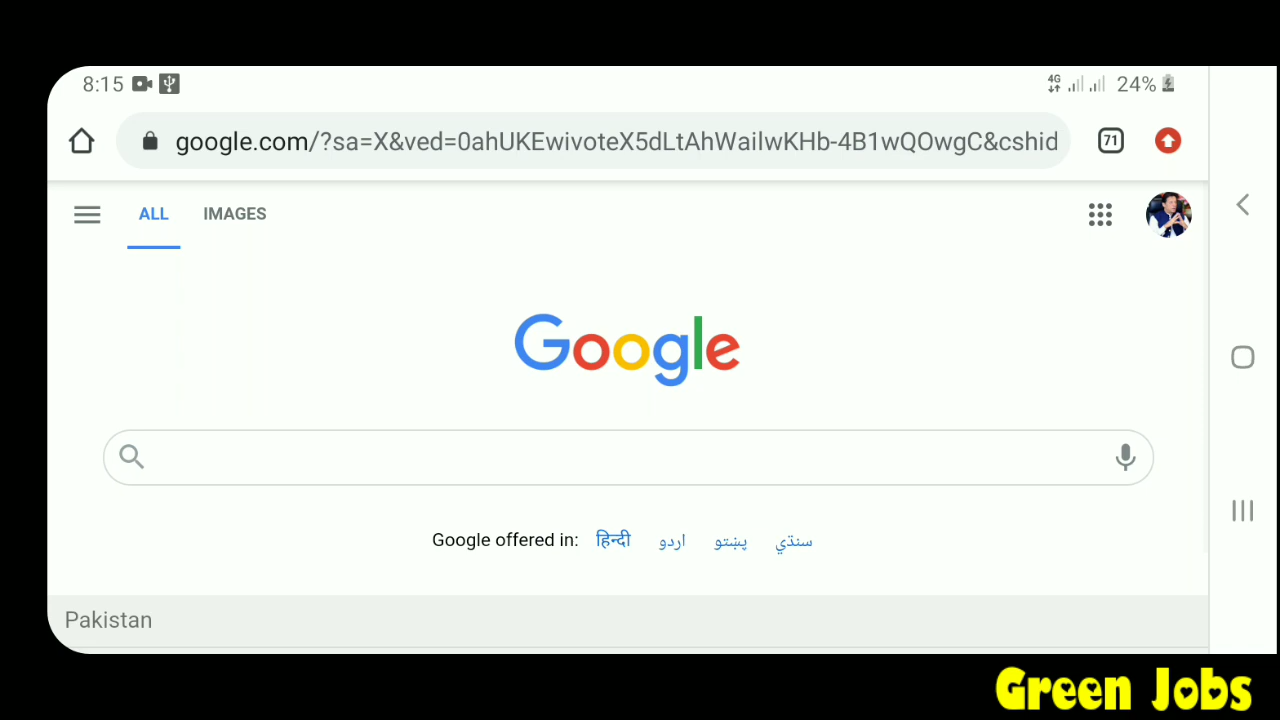 8:15 4G 24%
google.com/?sa=X&ved=0ahUKEwivoteX5dLtAhWailwKHb-4B1wQOwgC&cshid 71
ALL IMAGES
Google
Google offered in: हिन्दी اردو پښتو سنڌي
Pakistan
Green Jobs